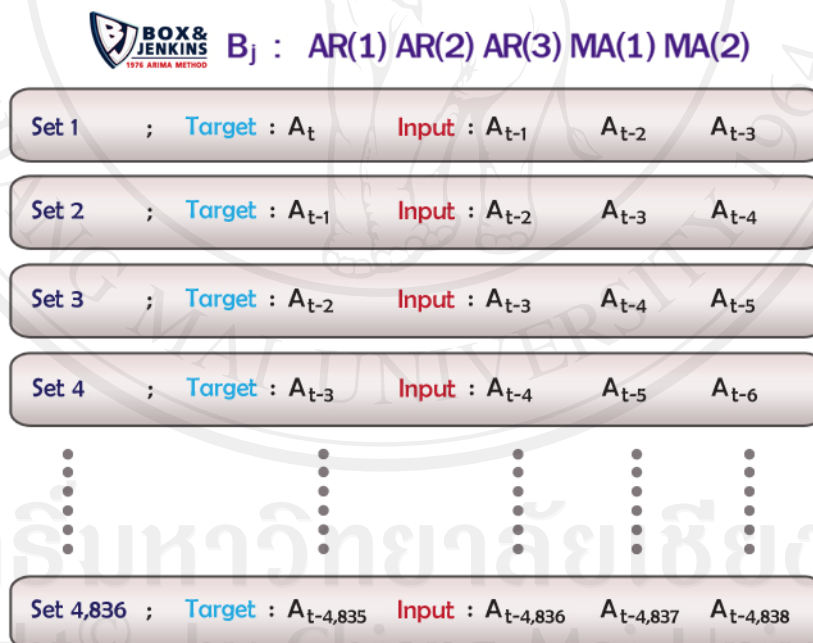 BOX&
JENKINS
1976 ARIMA METHOD
Bj : AR(1) AR(2) AR(3) MA(1) MA(2)
Set 1 ; Target : At Input : At-1 At-2 At-3
Set 2 ; Target : At-1 Input : At-2 At-3 At-4
Set 3 ; Target : At-2 Input : At-3 At-4 At-5
Set 4 ; Target : At-3 Input : At-4 At-5 At-6
Set 4,836 ; Target : At-4,835 Input : At-4,836 At-4,837 At-4,838